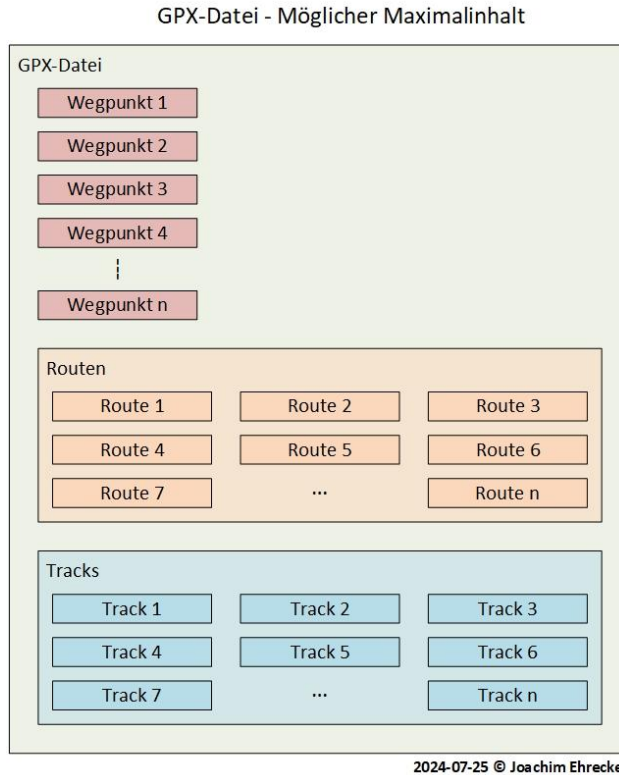 GPX-Datei - Möglicher Maximalinhalt
GPX-Datei
Wegpunkt 1
Wegpunkt 2
Wegpunkt 3
Wegpunkt 4
Wegpunkt n
Routen
Route 1 Route 2 Route 3
Route 4 Route 5 Route 6
Route 7 ... Route n
Tracks
Track 1 Track 2 Track 3
Track 4 Track 5 Track 6
Track 7 ... Track n
2024-07-25 © Joachim Ehrecke